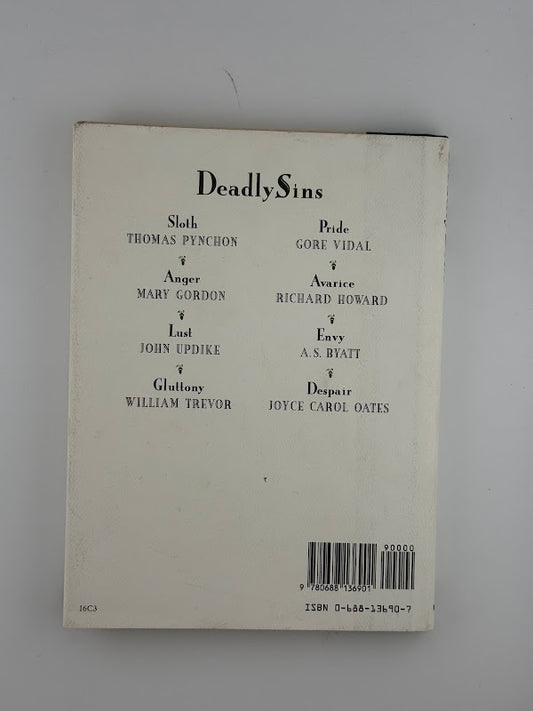 DeadlySins
Sloth
THOMAS PYNCHON
Anger
MARY GORDON
Lust
JOHN UPDIKE
Gluttony
WILLIAM TREVOR
Pride
GORE VIDAL
Avarice
RICHARD HOWARD
Envy
A.S. BYATT
Despair
JOYCE CAROL OATES
90000
9 780688 136901
16C3
ISBN 0-688-13690-7